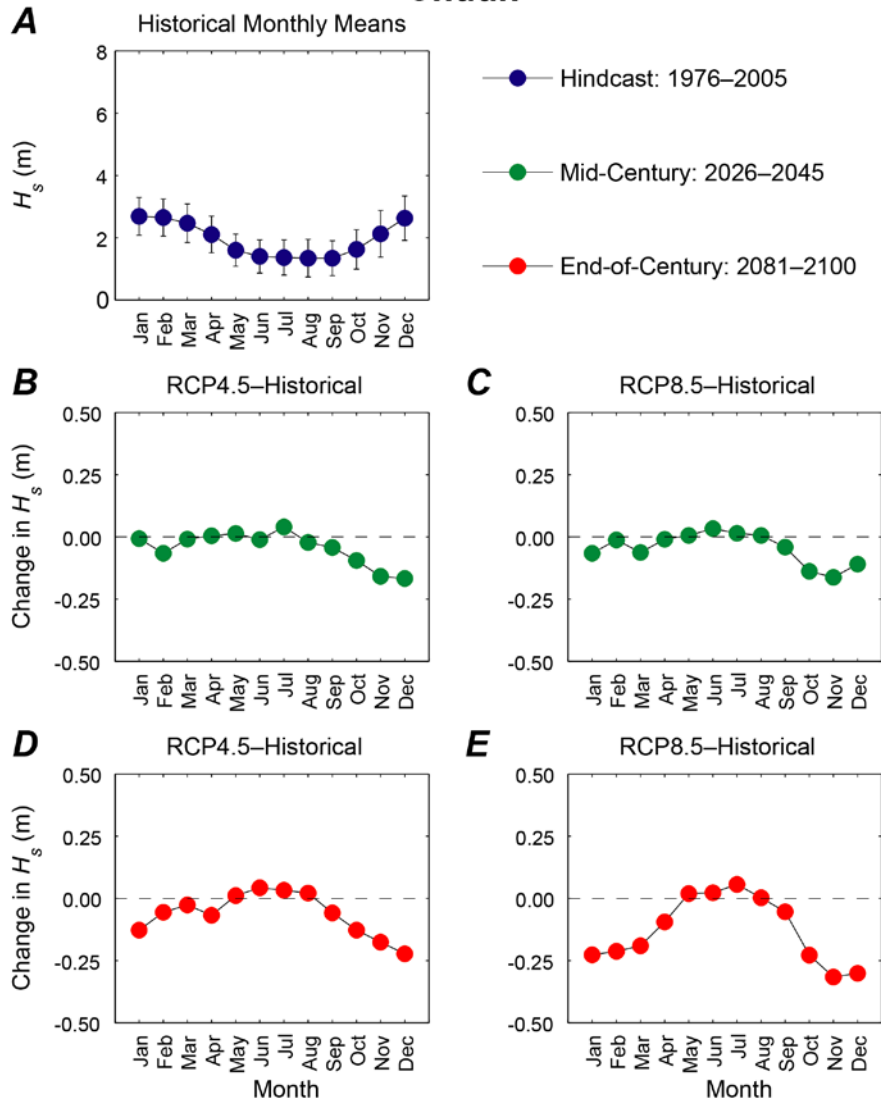 A
Historical Monthly Means
8
6
4
2
0
H_s (m)
Jan
Feb
Mar
Apr
May
Jun
Jul
Aug
Sep
Oct
Nov
Dec
Hindcast: 1976–2005
Mid-Century: 2026–2045
End-of-Century: 2081–2100
B
RCP4.5–Historical
0.50
0.25
0.00
-0.25
-0.50
Change in H_s (m)
Jan
Feb
Mar
Apr
May
Jun
Jul
Aug
Sep
Oct
Nov
Dec
C
RCP8.5–Historical
0.50
0.25
0.00
-0.25
-0.50
Jan
Feb
Mar
Apr
May
Jun
Jul
Aug
Sep
Oct
Nov
Dec
D
RCP4.5–Historical
0.50
0.25
0.00
-0.25
-0.50
Change in H_s (m)
Jan
Feb
Mar
Apr
May
Jun
Jul
Aug
Sep
Oct
Nov
Dec
Month
E
RCP8.5–Historical
0.50
0.25
0.00
-0.25
-0.50
Jan
Feb
Mar
Apr
May
Jun
Jul
Aug
Sep
Oct
Nov
Dec
Month